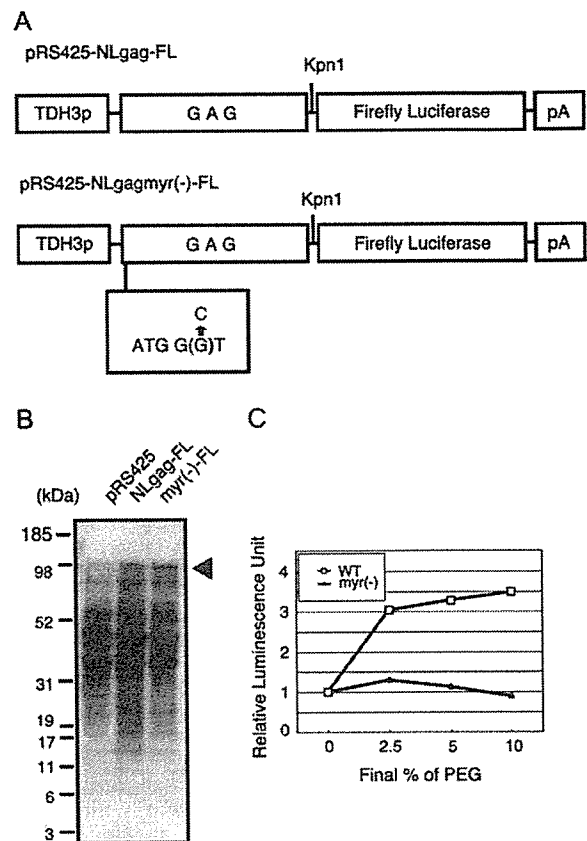 A
pRS425-NLgag-FL
Kpn1
TDH3p
G A G
Firefly Luciferase
pA
pRS425-NLgagmyr(-)-FL
Kpn1
TDH3p
G A G
Firefly Luciferase
pA
C
ATG G(G)T
B
(kDa)
pRS425
NLgag-FL
myr(-)-FL
185
98
52
31
19
17
11
6
3
C
WT
myr(-)
Relative Luminescence Unit
4
3
2
1
0
0 2.5 5 10
Final % of PEG